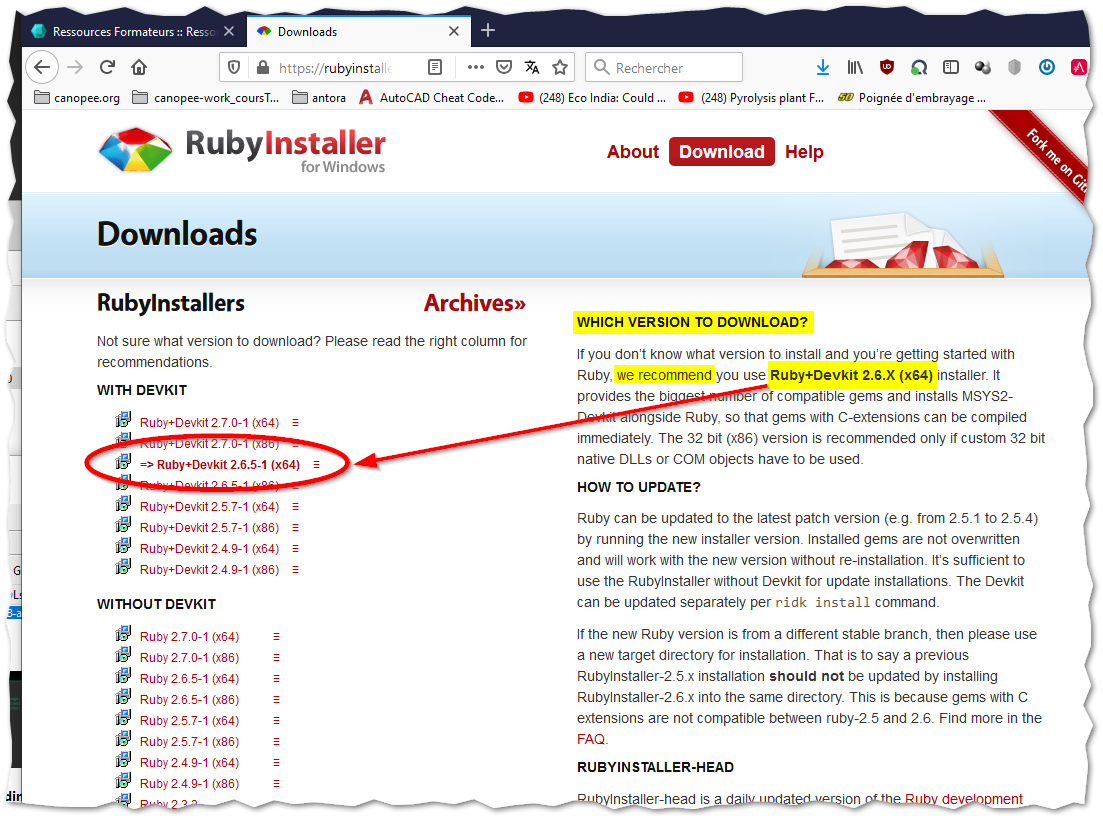 Ressources Formateurs :: Resso
Downloads
https://rubyinstalle
Rechercher
canopee.org
canopee-work_coursT...
antora
AutoCAD Cheat Code...
(248) Eco India: Could ...
(248) Pyrolysis plant F...
Poignée d'embrayage ...
RubyInstaller
for Windows
About
Download
Help
Fork me on Git
Downloads
RubyInstallers
Archives»
Not sure what version to download? Please read the right column for
recommendations.
WITH DEVKIT
Ruby+Devkit 2.7.0-1 (x64)
Ruby+Devkit 2.7.0-1 (x86)
=> Ruby+Devkit 2.6.5-1 (x64)
Ruby+Devkit 2.6.5-1 (x86)
Ruby+Devkit 2.5.7-1 (x64)
Ruby+Devkit 2.5.7-1 (x86)
Ruby+Devkit 2.4.9-1 (x64)
Ruby+Devkit 2.4.9-1 (x86)
WITHOUT DEVKIT
Ruby 2.7.0-1 (x64)
Ruby 2.7.0-1 (x86)
Ruby 2.6.5-1 (x64)
Ruby 2.6.5-1 (x86)
Ruby 2.5.7-1 (x64)
Ruby 2.5.7-1 (x86)
Ruby 2.4.9-1 (x64)
Ruby 2.4.9-1 (x86)
WHICH VERSION TO DOWNLOAD?
If you don't know what version to install and you're getting started with
Ruby, we recommend you use Ruby+Devkit 2.6.X (x64) installer. It
provides the biggest number of compatible gems and installs MSYS2-
Devkit alongside Ruby, so that gems with C-extensions can be compiled
immediately. The 32 bit (x86) version is recommended only if custom 32 bit
native DLLs or COM objects have to be used.
HOW TO UPDATE?
Ruby can be updated to the latest patch version (e.g. from 2.5.1 to 2.5.4)
by running the new installer version. Installed gems are not overwritten
and will work with the new version without re-installation. It's sufficient to
use the RubyInstaller without Devkit for update installations. The Devkit
can be updated separately per ridk install command.
If the new Ruby version is from a different stable branch, then please use
a new target directory for installation. That is to say a previous
RubyInstaller-2.5.x installation should not be updated by installing
RubyInstaller-2.6.x into the same directory. This is because gems with C
extensions are not compatible between ruby-2.5 and 2.6. Find more in the
FAQ.
RUBYINSTALLER-HEAD
RubyInstaller-head is a daily updated version of the Ruby development